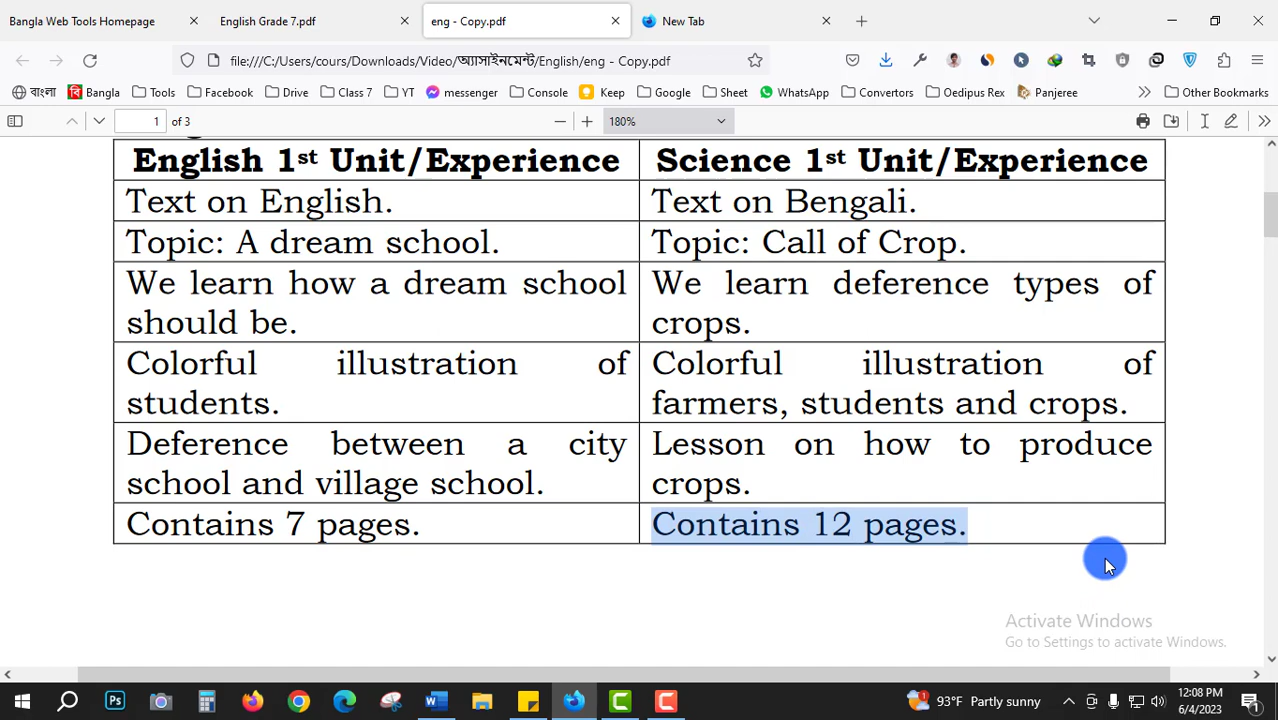 Bangla Web Tools Homepage
English Grade 7.pdf
eng - Copy.pdf
New Tab
file:///C:/Users/cours/Downloads/Video/অ্যাসাইনমেন্ট/English/eng - Copy.pdf
বাংলা
Bangla
Tools
Facebook
Drive
Class 7
YT
messenger
Console
Keep
Google
Sheet
WhatsApp
Convertors
Oedipus Rex
Panjeree
Other Bookmarks
1 of 3
180%
English 1st Unit/Experience
Science 1st Unit/Experience
Text on English.
Text on Bengali.
Topic: A dream school.
Topic: Call of Crop.
We learn how a dream school
should be.
We learn deference types of
crops.
Colorful illustration of
students.
Colorful illustration of
farmers, students and crops.
Deference between a city
school and village school.
Lesson on how to produce
crops.
Contains 7 pages.
Contains 12 pages.
Activate Windows
Go to Settings to activate Windows.
93°F Partly sunny
12:08 PM
6/4/2023